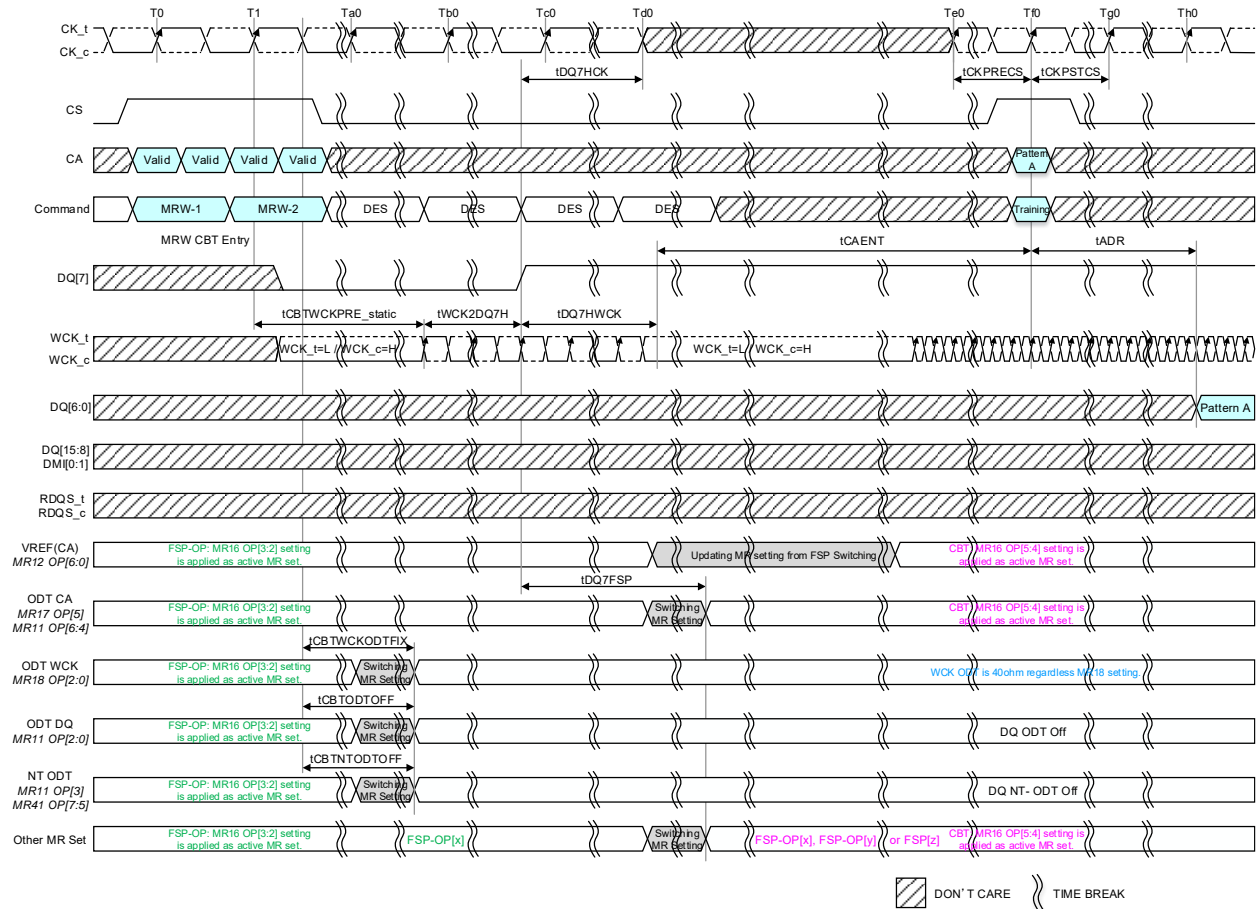 T0 T1 Ta0 Tb0 Tc0 Td0 Te0 Tf0 Tg0 Th0
CK_t
CK_c
tDQ7HCK tCKPRECS tCKPSTCS
CS
CA Valid Valid Valid Valid Pattern
A
Command MRW-1 MRW-2 DES DES DES DES Training
MRW CBT Entry
tCAENT tADR
DQ[7]
tCBTWCKPRE_static tWCK2DQ7H tDQ7HWCK
WCK_t
WCK_c
WCK_t=L / WCK_c=H WCK_t=L / WCK_c=H
DQ[6:0] Pattern A
DQ[15:8]
DMI[0:1]
RDQS_t
RDQS_c
VREF(CA)
MR12 OP[6:0]
FSP-OP: MR16 OP[3:2] setting
is applied as active MR set.
Updating MR setting from FSP Switching
CBT: MR16 OP[5:4] setting is
applied as active MR set.
tDQ7FSP
ODT CA
MR17 OP[5]
MR11 OP[6:4]
FSP-OP: MR16 OP[3:2] setting
is applied as active MR set.
Switching
MR Setting
CBT: MR16 OP[5:4] setting is
applied as active MR set.
tCBTWCKODTFIX
ODT WCK
MR18 OP[2:0]
FSP-OP: MR16 OP[3:2] setting
is applied as active MR set.
Switching
MR Setting
WCK ODT is 40ohm regardless MR18 setting.
tCBTODTOFF
ODT DQ
MR11 OP[2:0]
FSP-OP: MR16 OP[3:2] setting
is applied as active MR set.
Switching
MR Setting
DQ ODT Off
tCBTNTODTOFF
NT ODT
MR11 OP[3]
MR41 OP[7:5]
FSP-OP: MR16 OP[3:2] setting
is applied as active MR set.
Switching
MR Setting
DQ NT- ODT Off
Other MR Set
FSP-OP: MR16 OP[3:2] setting
is applied as active MR set.
FSP-OP[x]
Switching
MR Setting
FSP-OP[x], FSP-OP[y] or FSP[z]
CBT: MR16 OP[5:4] setting is
applied as active MR set.
DON'T CARE TIME BREAK